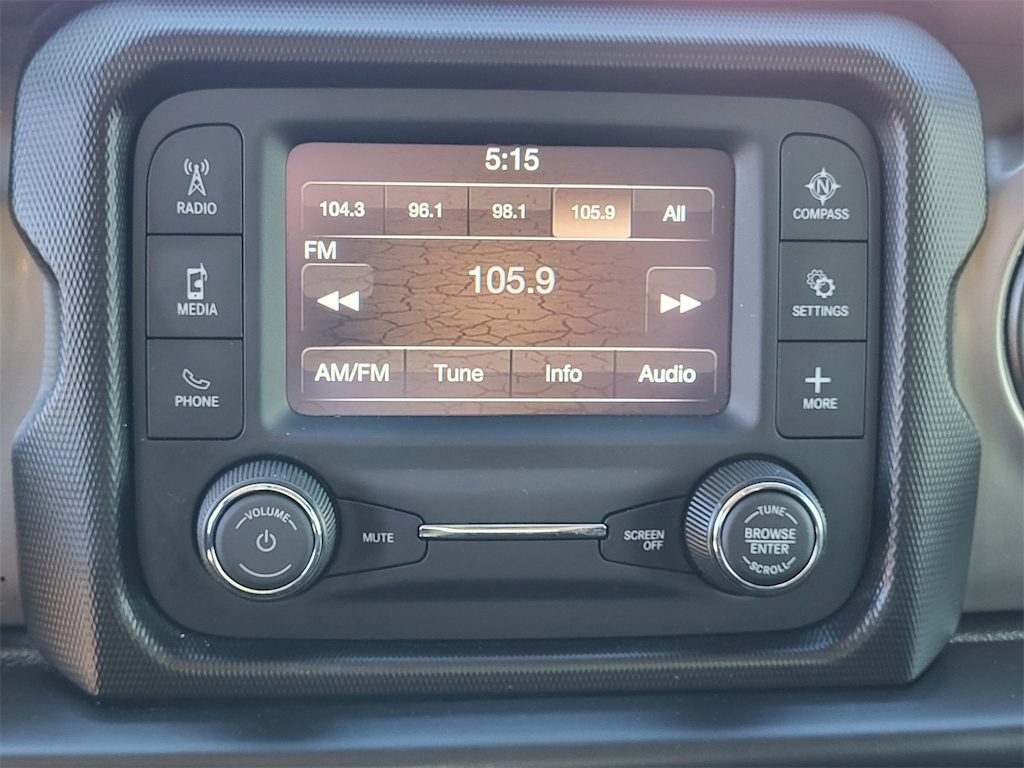 5:15
104.3 96.1 98.1 105.9 All
FM
105.9
AM/FM Tune Info Audio
RADIO
MEDIA
PHONE
N
COMPASS
SETTINGS
MORE
VOLUME
MUTE
SCREEN
OFF
TUNE
BROWSE
ENTER
SCROLL